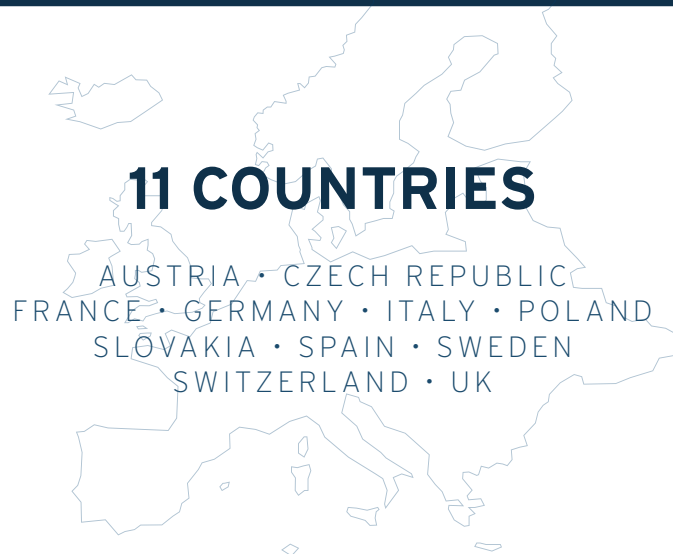 11 COUNTRIES
AUSTRIA • CZECH REPUBLIC
FRANCE • GERMANY • ITALY • POLAND
SLOVAKIA • SPAIN • SWEDEN
SWITZERLAND • UK